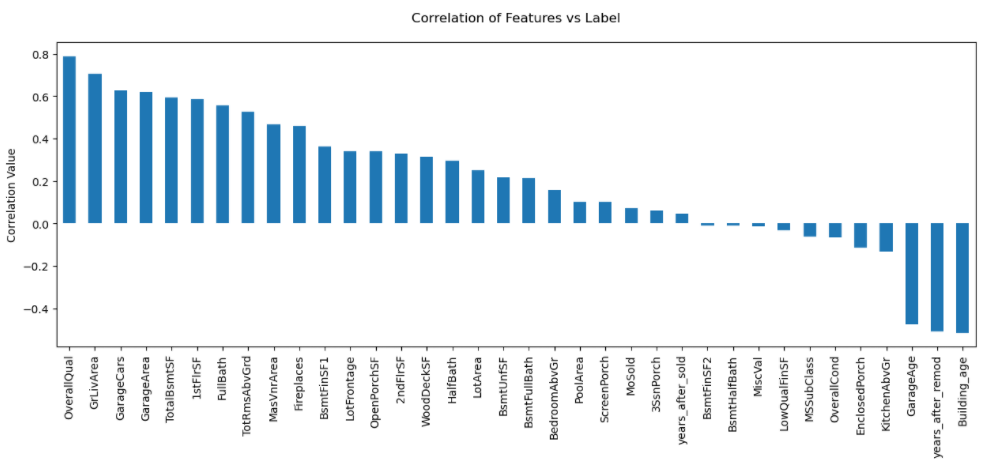 Correlation of Features vs Label
Correlation Value
0.8
0.6
0.4
0.2
0.0
−0.2
−0.4
OverallQual
GrLivArea
GarageCars
GarageArea
TotalBsmtSF
1stFlrSF
FullBath
TotRmsAbvGrd
MasVnrArea
Fireplaces
BsmtFinSF1
LotFrontage
OpenPorchSF
2ndFlrSF
WoodDeckSF
HalfBath
LotArea
BsmtUnfSF
BsmtFullBath
BedroomAbvGr
PoolArea
ScreenPorch
MoSold
3SsnPorch
years_after_sold
BsmtFinSF2
BsmtHalfBath
MiscVal
LowQualFinSF
MSSubClass
OverallCond
EnclosedPorch
KitchenAbvGr
GarageAge
years_after_remod
Building_age